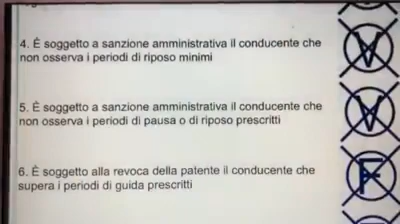 4. È soggetto a sanzione amministrativa il conducente che
non osserva i periodi di riposo minimi
V
5. È soggetto a sanzione amministrativa il conducente che
non osserva i periodi di pausa o di riposo prescritti
V
6. È soggetto alla revoca della patente il conducente che
supera i periodi di guida prescritti
F